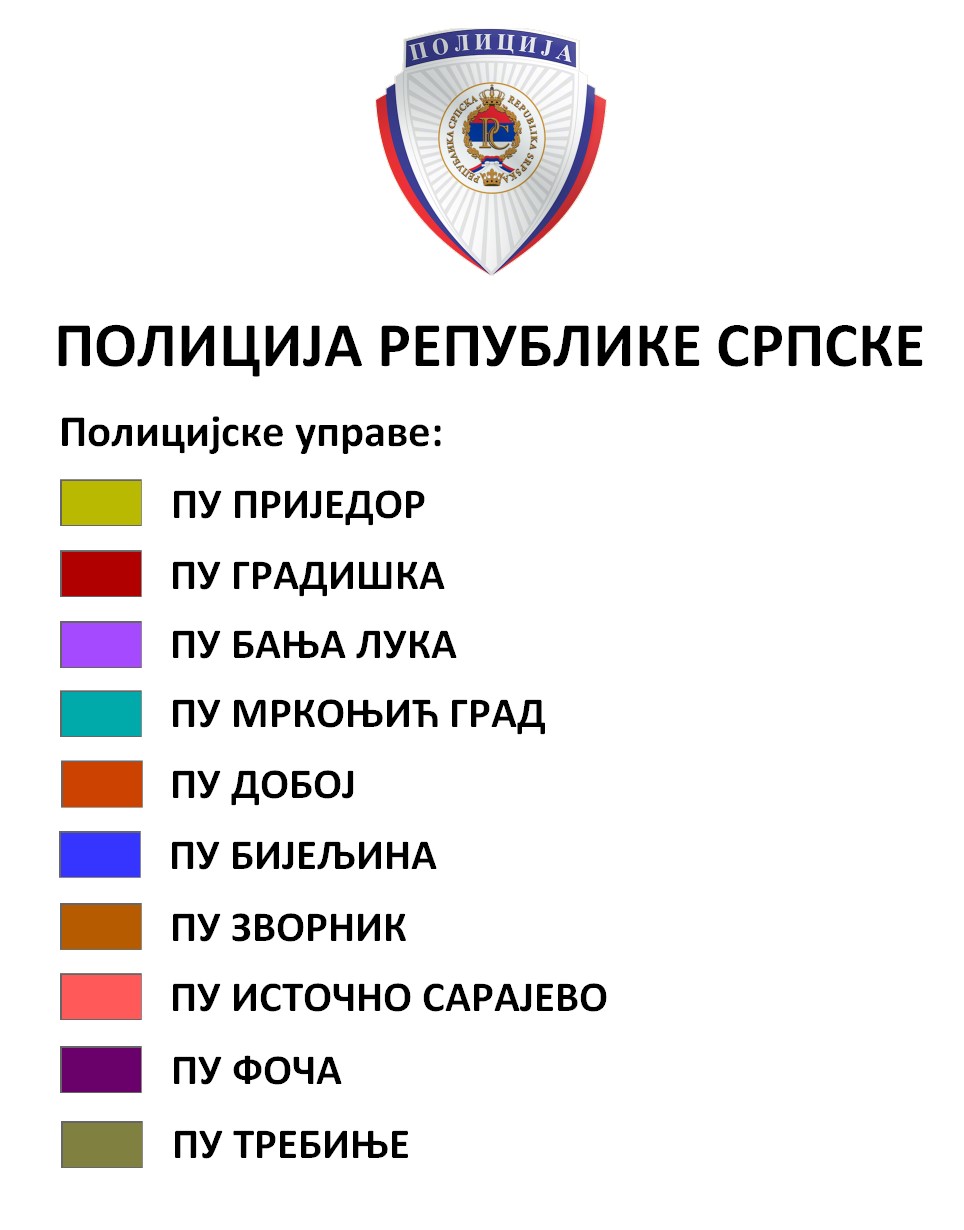 ПОЛИЦИЈА
РЕПУБЛИКА СРПСКА REPUBLIKA SRPSKA
РС
ПОЛИЦИЈА РЕПУБЛИКЕ СРПСКЕ
Полицијске управе:
ПУ ПРИЈЕДОР
ПУ ГРАДИШКА
ПУ БАЊА ЛУКА
ПУ МРКОЊИЋ ГРАД
ПУ ДОБОЈ
ПУ БИЈЕЉИНА
ПУ ЗВОРНИК
ПУ ИСТОЧНО САРАЈЕВО
ПУ ФОЧА
ПУ ТРЕБИЊЕ